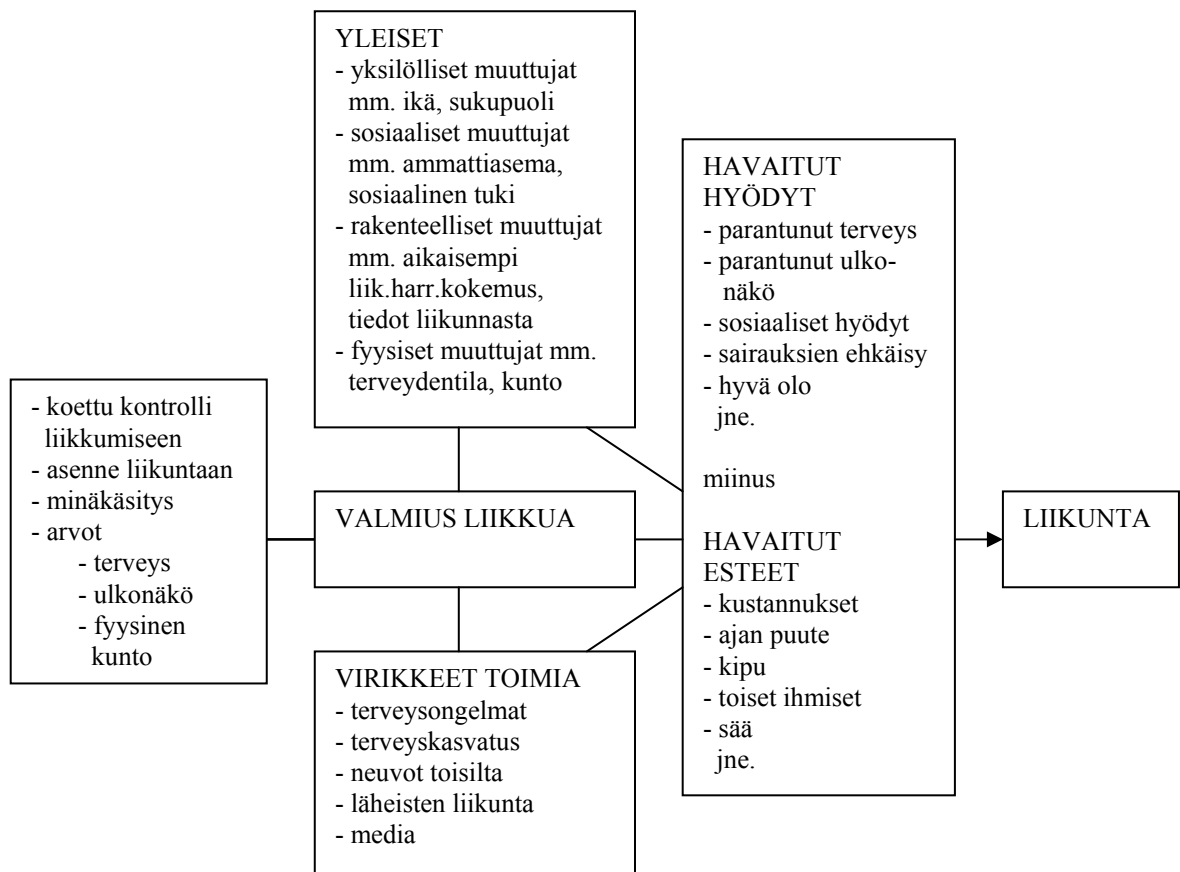 YLEISET
- yksilölliset muuttujat
mm. ikä, sukupuoli
- sosiaaliset muuttujat
mm. ammattiasema,
sosiaalinen tuki
- rakenteelliset muuttujat
mm. aikaisempi
liik.harr.kokemus,
tiedot liikunnasta
- fyysiset muuttujat mm.
terveydentila, kunto
- koettu kontrolli
liikkumiseen
- asenne liikuntaan
- minäkäsitys
- arvot
- terveys
- ulkonäkö
- fyysinen
kunto
VALMIUS LIIKKUA
VIRIKKEET TOIMIA
- terveysongelmat
- terveyskasvatus
- neuvot toisilta
- läheisten liikunta
- media
HAVAITUT
HYÖDYT
- parantunut terveys
- parantunut ulko-
näkö
- sosiaaliset hyödyt
- sairauksien ehkäisy
- hyvä olo
jne.
miinus
HAVAITUT
ESTEET
- kustannukset
- ajan puute
- kipu
- toiset ihmiset
- sää
jne.
LIIKUNTA